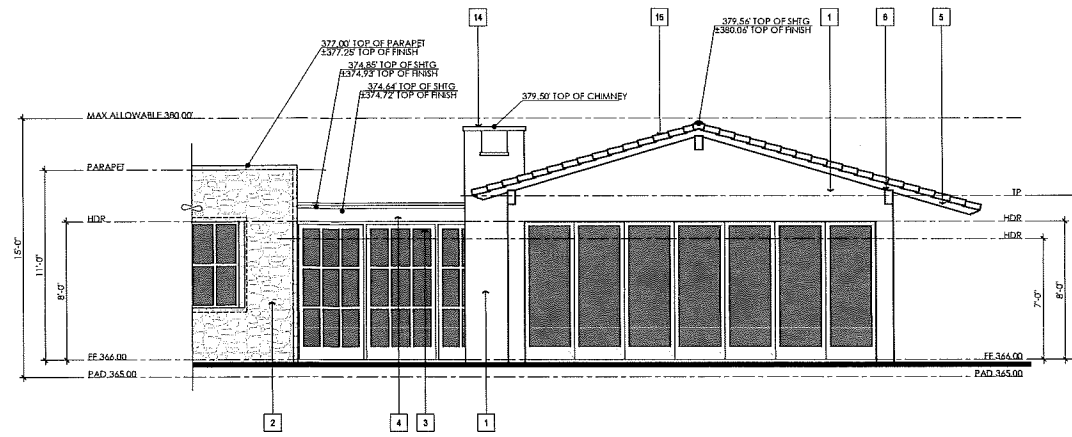 14
15
379.56' TOP OF SHTG
±380.06' TOP OF FINISH
1
6
5
377.00' TOP OF PARAPET
±377.25' TOP OF FINISH
374.85' TOP OF SHTG
±374.93' TOP OF FINISH
374.64' TOP OF SHTG
±374.72' TOP OF FINISH
379.50' TOP OF CHIMNEY
MAX ALLOWABLE 380.00'
PARAPET
TP
HDR
HDR
HDR
15'-0"
11'-0"
8'-0"
7'-0"
8'-0"
FF 366.00
FF 366.00
PAD 365.00
PAD 365.00
2
4
3
1